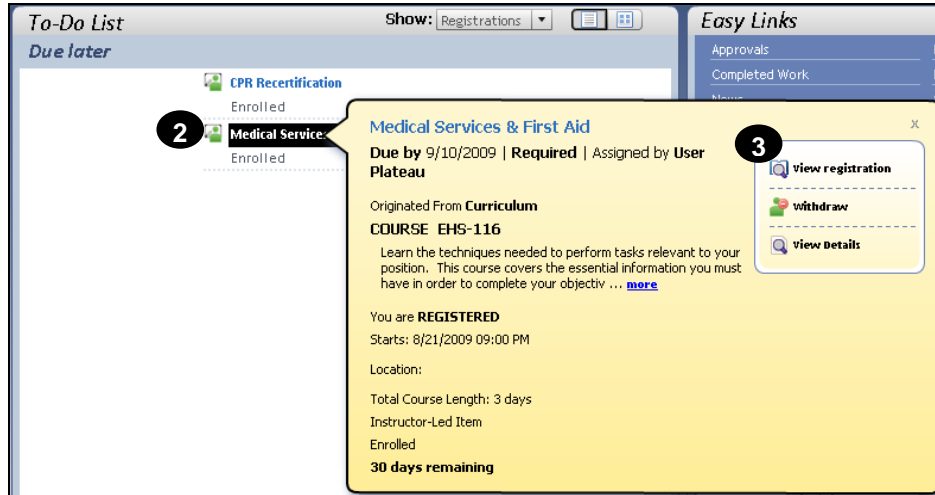 To-Do List
Show: Registrations
Easy Links
Due later
Approvals
Completed Work
News
CPR Recertification
Enrolled
2
Medical Services
Enrolled
Medical Services & First Aid
x
Due by 9/10/2009 | Required | Assigned by User
Plateau
Originated From Curriculum
COURSE EHS-116
Learn the techniques needed to perform tasks relevant to your
position. This course covers the essential information you must
have in order to complete your objectiv ... more
You are REGISTERED
Starts: 8/21/2009 09:00 PM
Location:
Total Course Length: 3 days
Instructor-Led Item
Enrolled
30 days remaining
3
View registration
Withdraw
View Details